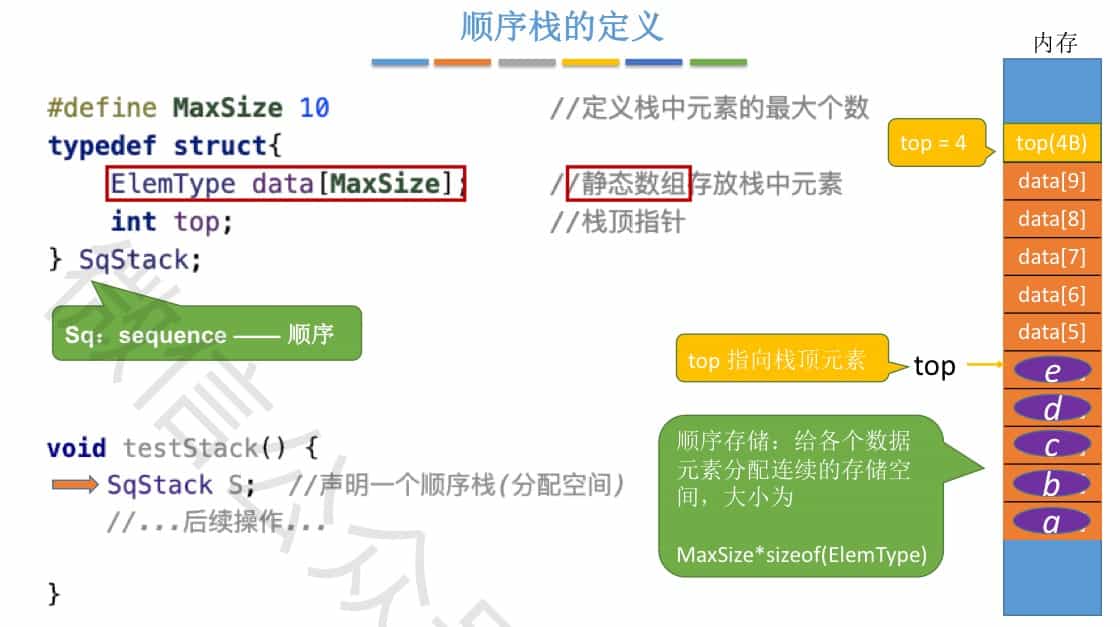 顺序栈的定义
#define MaxSize 10 //定义栈中元素的最大个数
typedef struct{
ElemType data[MaxSize]; //静态数组存放栈中元素
int top; //栈顶指针
} SqStack;
Sq：sequence —— 顺序
void testStack() {
SqStack S; //声明一个顺序栈(分配空间)
//...后续操作...
}
top 指向栈顶元素
top
顺序存储：给各个数据
元素分配连续的存储空
间，大小为
MaxSize*sizeof(ElemType)
内存
top = 4
top(4B)
data[9]
data[8]
data[7]
data[6]
data[5]
e
d
c
b
a
微信公众